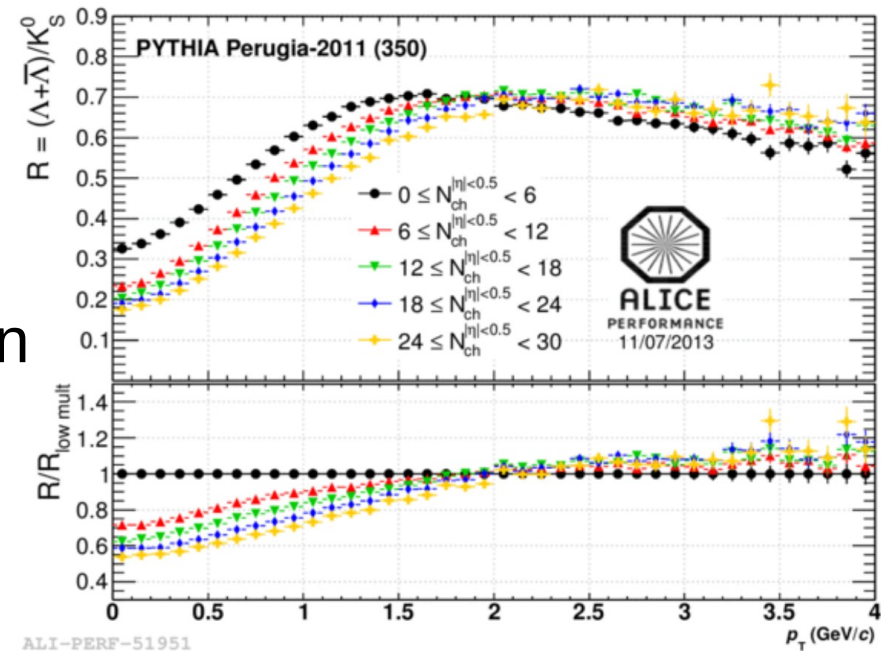 R = (Λ+Λ̅)/K⁰_S
0.9
0.8
0.7
0.6
0.5
0.4
0.3
0.2
0.1
PYTHIA Perugia-2011 (350)
0 ≤ N_ch^|η|<0.5 < 6
6 ≤ N_ch^|η|<0.5 < 12
12 ≤ N_ch^|η|<0.5 < 18
18 ≤ N_ch^|η|<0.5 < 24
24 ≤ N_ch^|η|<0.5 < 30
ALICE
PERFORMANCE
11/07/2013
n
R/R_low mult
1.4
1.2
1
0.8
0.6
0.4
0 0.5 1 1.5 2 2.5 3 3.5 4
p_T (GeV/c)
ALI-PERF-51951